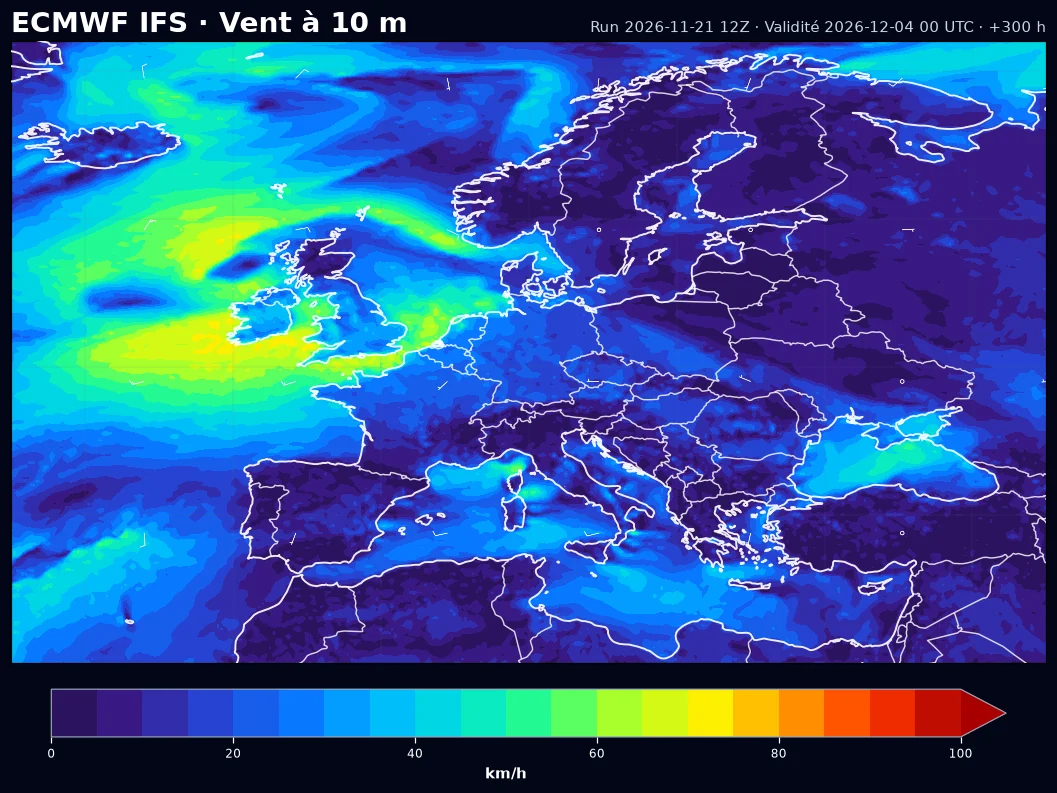 ECMWF IFS · Vent à 10 m
Run 2026-11-21 12Z · Validité 2026-12-04 00 UTC · +300 h
0 20 40 60 80 100
km/h